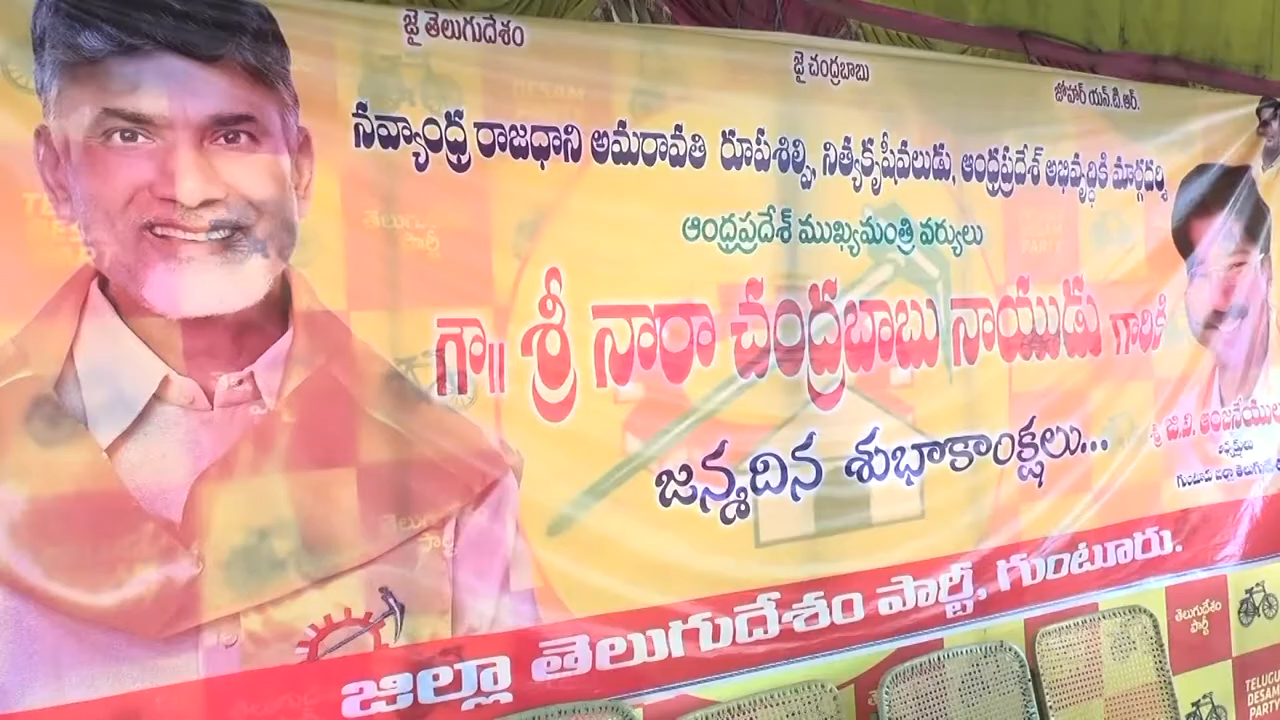 జై తెలుగుదేశం
జై చంద్రబాబు
జోహార్ యన్.టి.ఆర్.
నవ్యాంధ్ర రాజధాని అమరావతి రూపశిల్పి, నిత్యకృషీవలుడు, ఆంధ్రప్రదేశ్ అభివృద్ధికి మార్గదర్శి
ఆంధ్రప్రదేశ్ ముఖ్యమంత్రి వర్యులు
గౌ|| శ్రీ నారా చంద్రబాబు నాయుడు గారికి
జన్మదిన శుభాకాంక్షలు...
శ్రీ జి.వి. ఆంజనేయులు
గుంటూరు జిల్లా
జిల్లా తెలుగుదేశం పార్టీ, గుంటూరు.
తెలుగుదేశం
పార్టీ
TELUGU
DESAM
PARTY